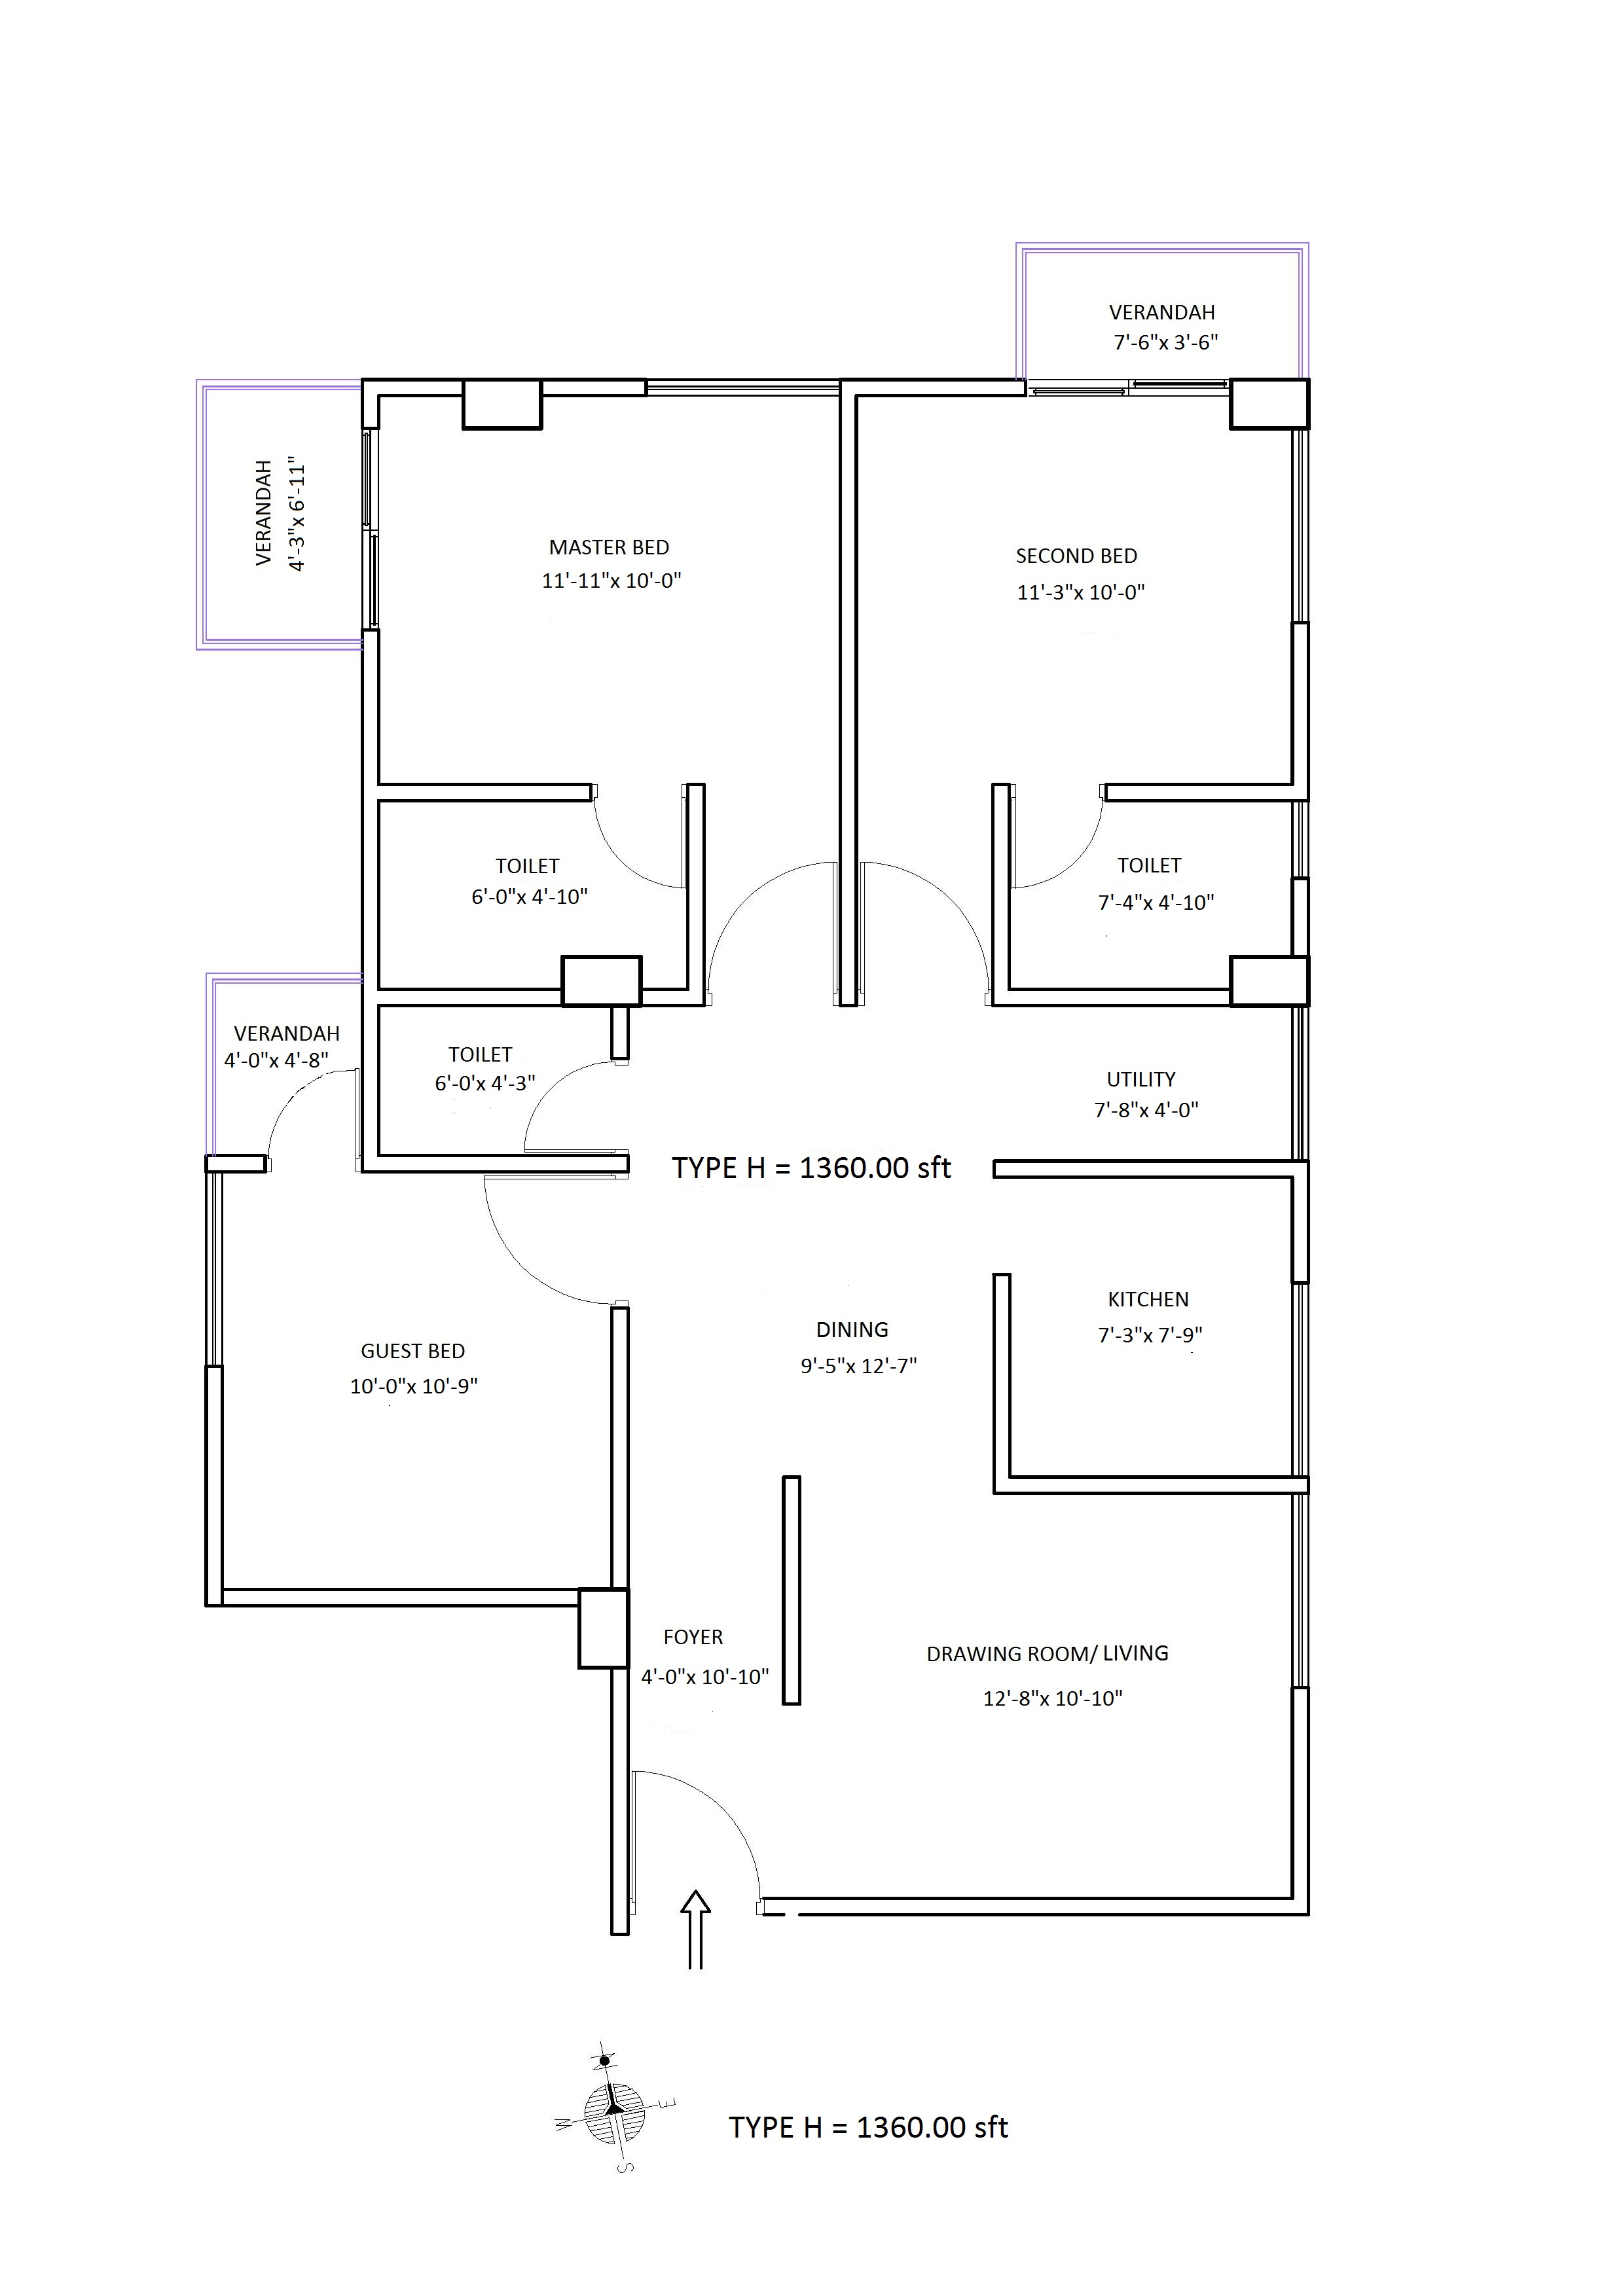 VERANDAH
7'-6"x 3'-6"
VERANDAH
4'-3"x 6'-11"
MASTER BED
11'-11"x 10'-0"
SECOND BED
11'-3"x 10'-0"
TOILET
6'-0"x 4'-10"
TOILET
7'-4"x 4'-10"
VERANDAH
4'-0"x 4'-8"
TOILET
6'-0'x 4'-3"
UTILITY
7'-8"x 4'-0"
TYPE H = 1360.00 sft
KITCHEN
7'-3"x 7'-9"
DINING
9'-5"x 12'-7"
GUEST BED
10'-0"x 10'-9"
FOYER
4'-0"x 10'-10"
DRAWING ROOM/ LIVING
12'-8"x 10'-10"
N
E
S
TYPE H = 1360.00 sft